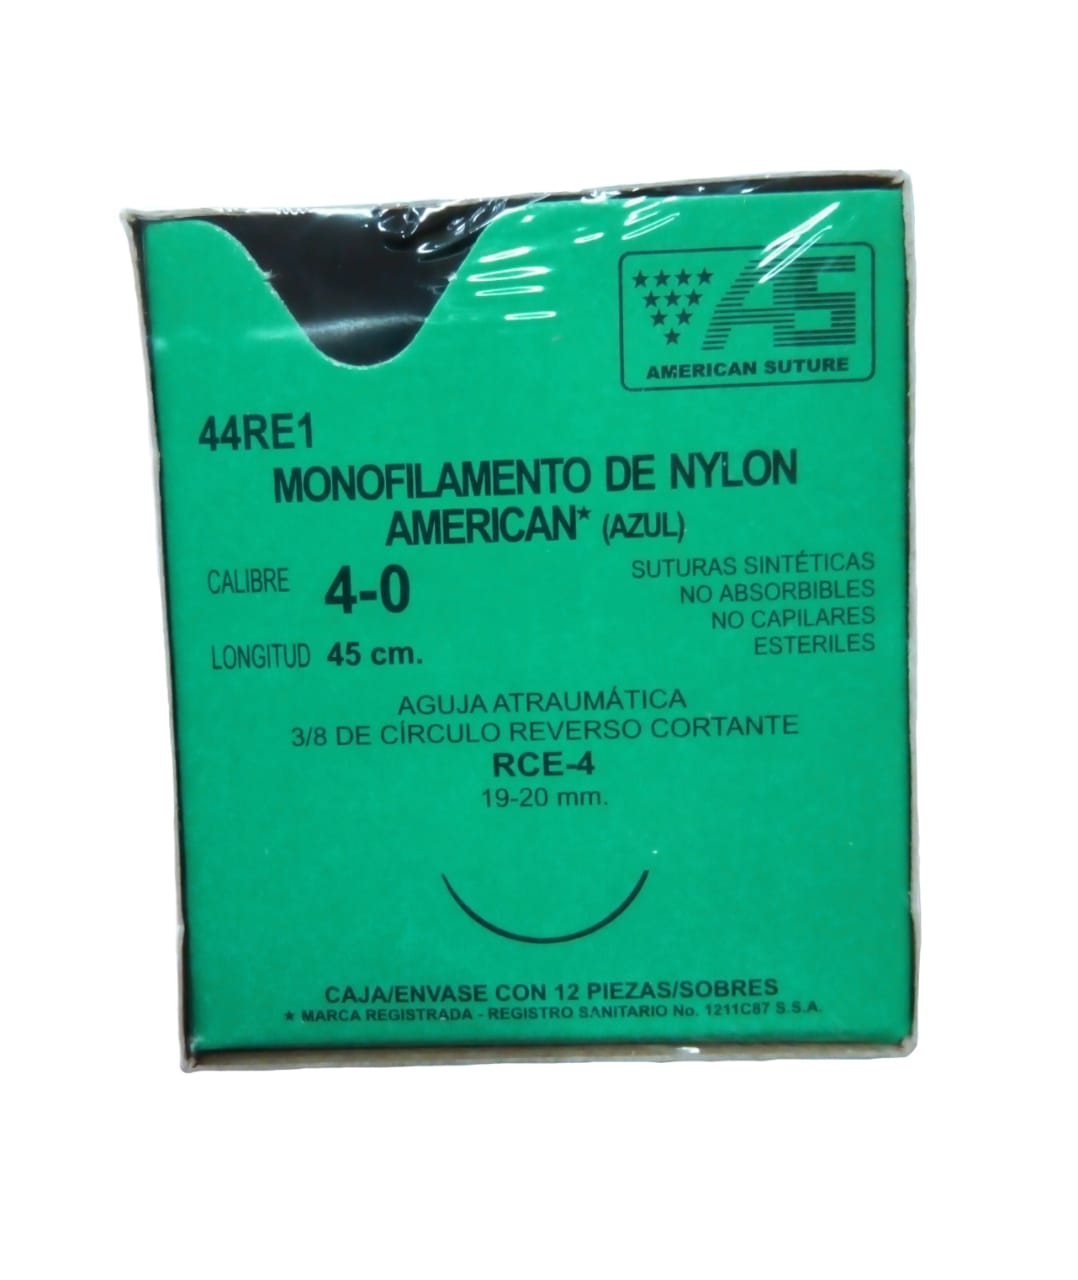 AS
AMERICAN SUTURE
44RE1
MONOFILAMENTO DE NYLON
AMERICAN* (AZUL)
CALIBRE 4-0
LONGITUD 45 cm.
SUTURAS SINTÉTICAS
NO ABSORBIBLES
NO CAPILARES
ESTERILES
AGUJA ATRAUMÁTICA
3/8 DE CÍRCULO REVERSO CORTANTE
RCE-4
19-20 mm.
CAJA/ENVASE CON 12 PIEZAS/SOBRES
* MARCA REGISTRADA - REGISTRO SANITARIO No. 1211C87 S.S.A.